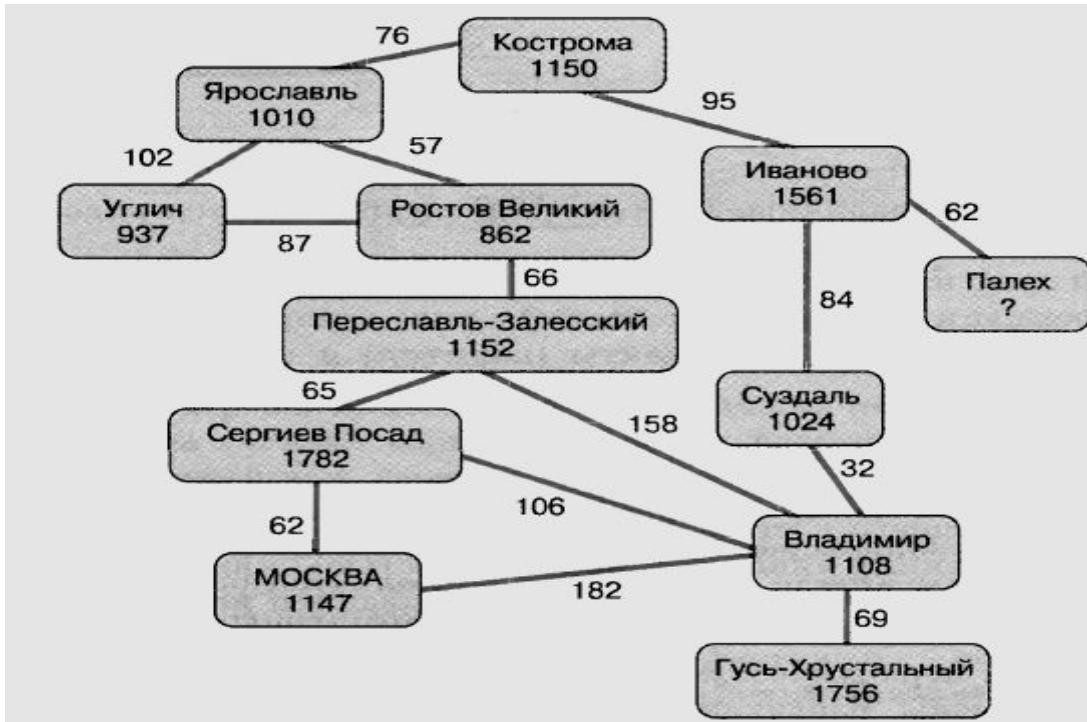 76
Кострома
1150
Ярославль
1010
95
102
57
Иваново
1561
Углич
937
87
Ростов Великий
862
62
Палех
?
66
84
Переславль-Залесский
1152
65
158
Суздаль
1024
Сергиев Посад
1782
32
106
62
Владимир
1108
МОСКВА
1147
182
69
Гусь-Хрустальный
1756